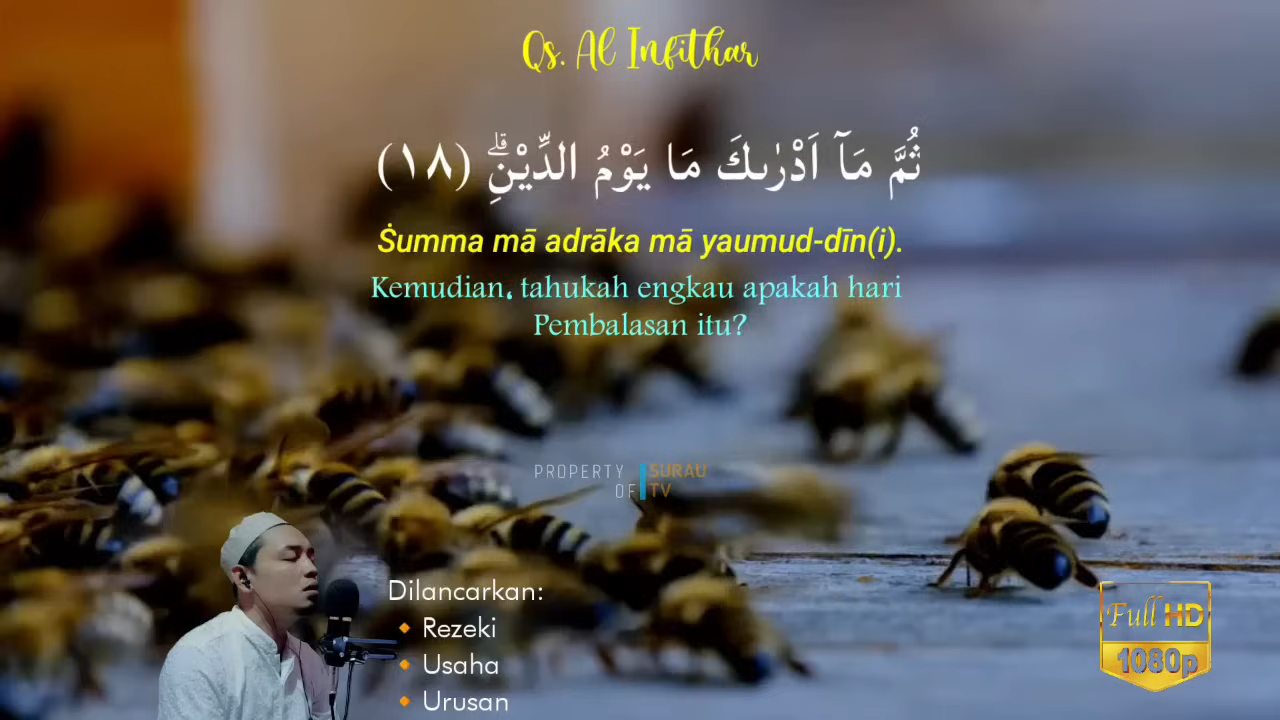 Qs. Al Infithar
ثُمَّ مَآ اَدْرٰىكَ مَا يَوْمُ الدِّيْنِۗ (١٨)
Ṡumma mā adrāka mā yaumud-dīn(i).
Kemudian, tahukah engkau apakah hari
Pembalasan itu?
PROPERTY OF SURAU TV
Dilancarkan:
🔸 Rezeki
🔸 Usaha
🔸 Urusan
Full HD
1080p